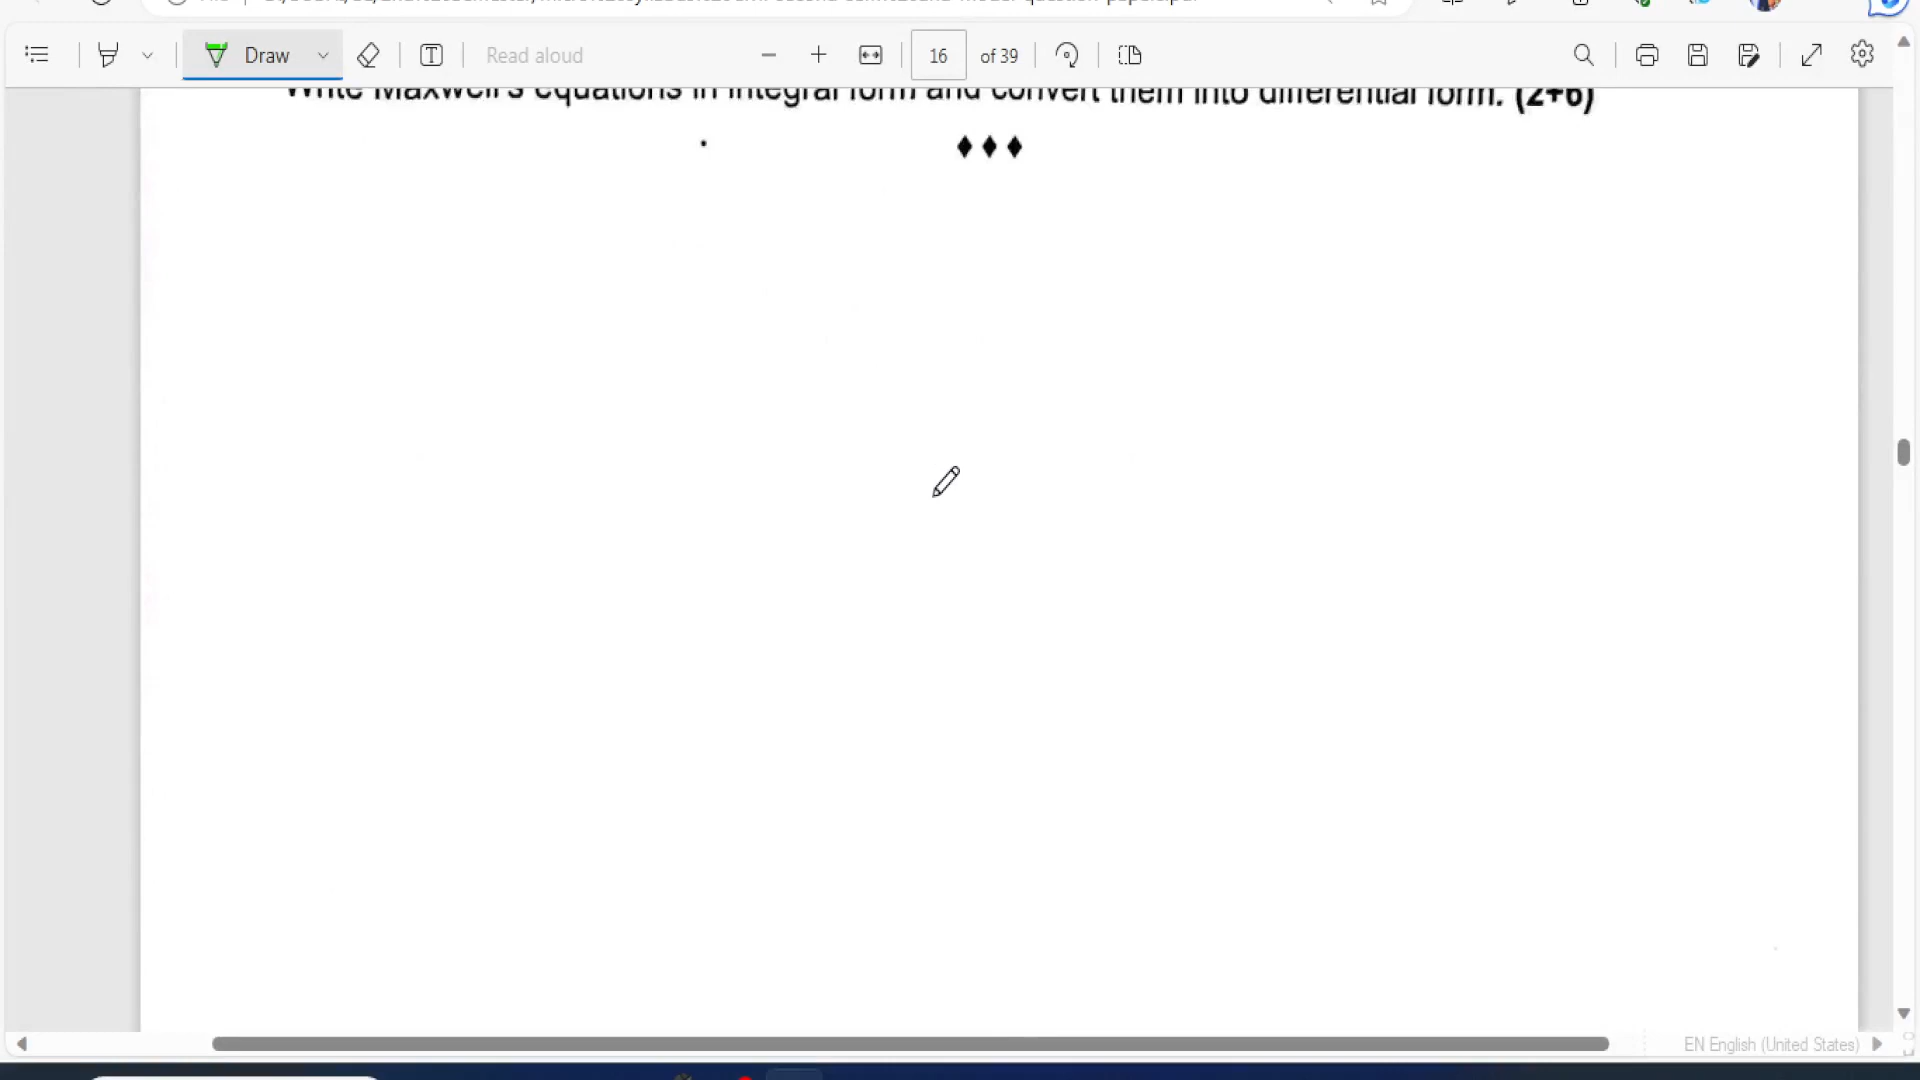 Draw
Read aloud
16
of 39
Write Maxwell's equations in integral form and convert them into differential form. (2+6)
EN English (United States)